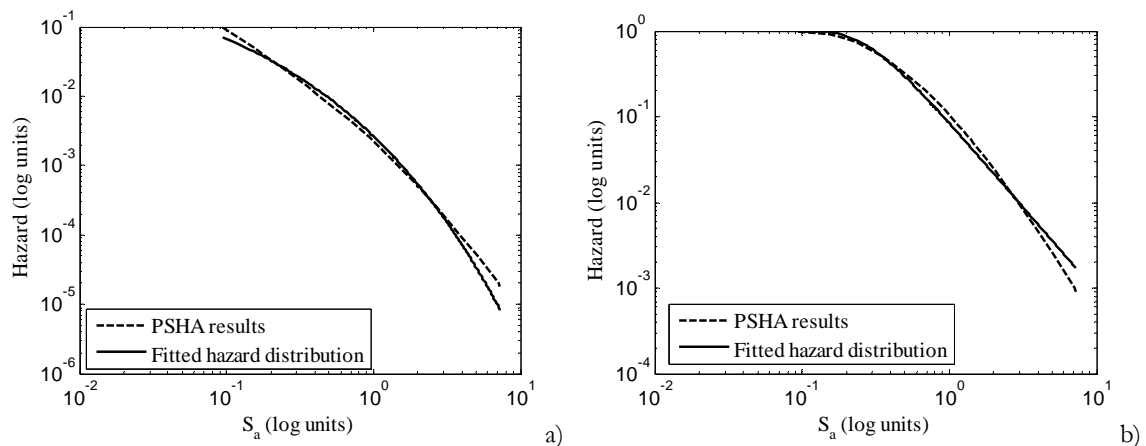 10^-1
10^-2
10^-3
10^-4
10^-5
10^-6
Hazard (log units)
PSHA results
Fitted hazard distribution
10^-2 10^-1 10^0 10^1
S_a (log units)
a)
10^0
10^-1
10^-2
10^-3
10^-4
Hazard (log units)
PSHA results
Fitted hazard distribution
10^-2 10^-1 10^0 10^1
S_a (log units)
b)